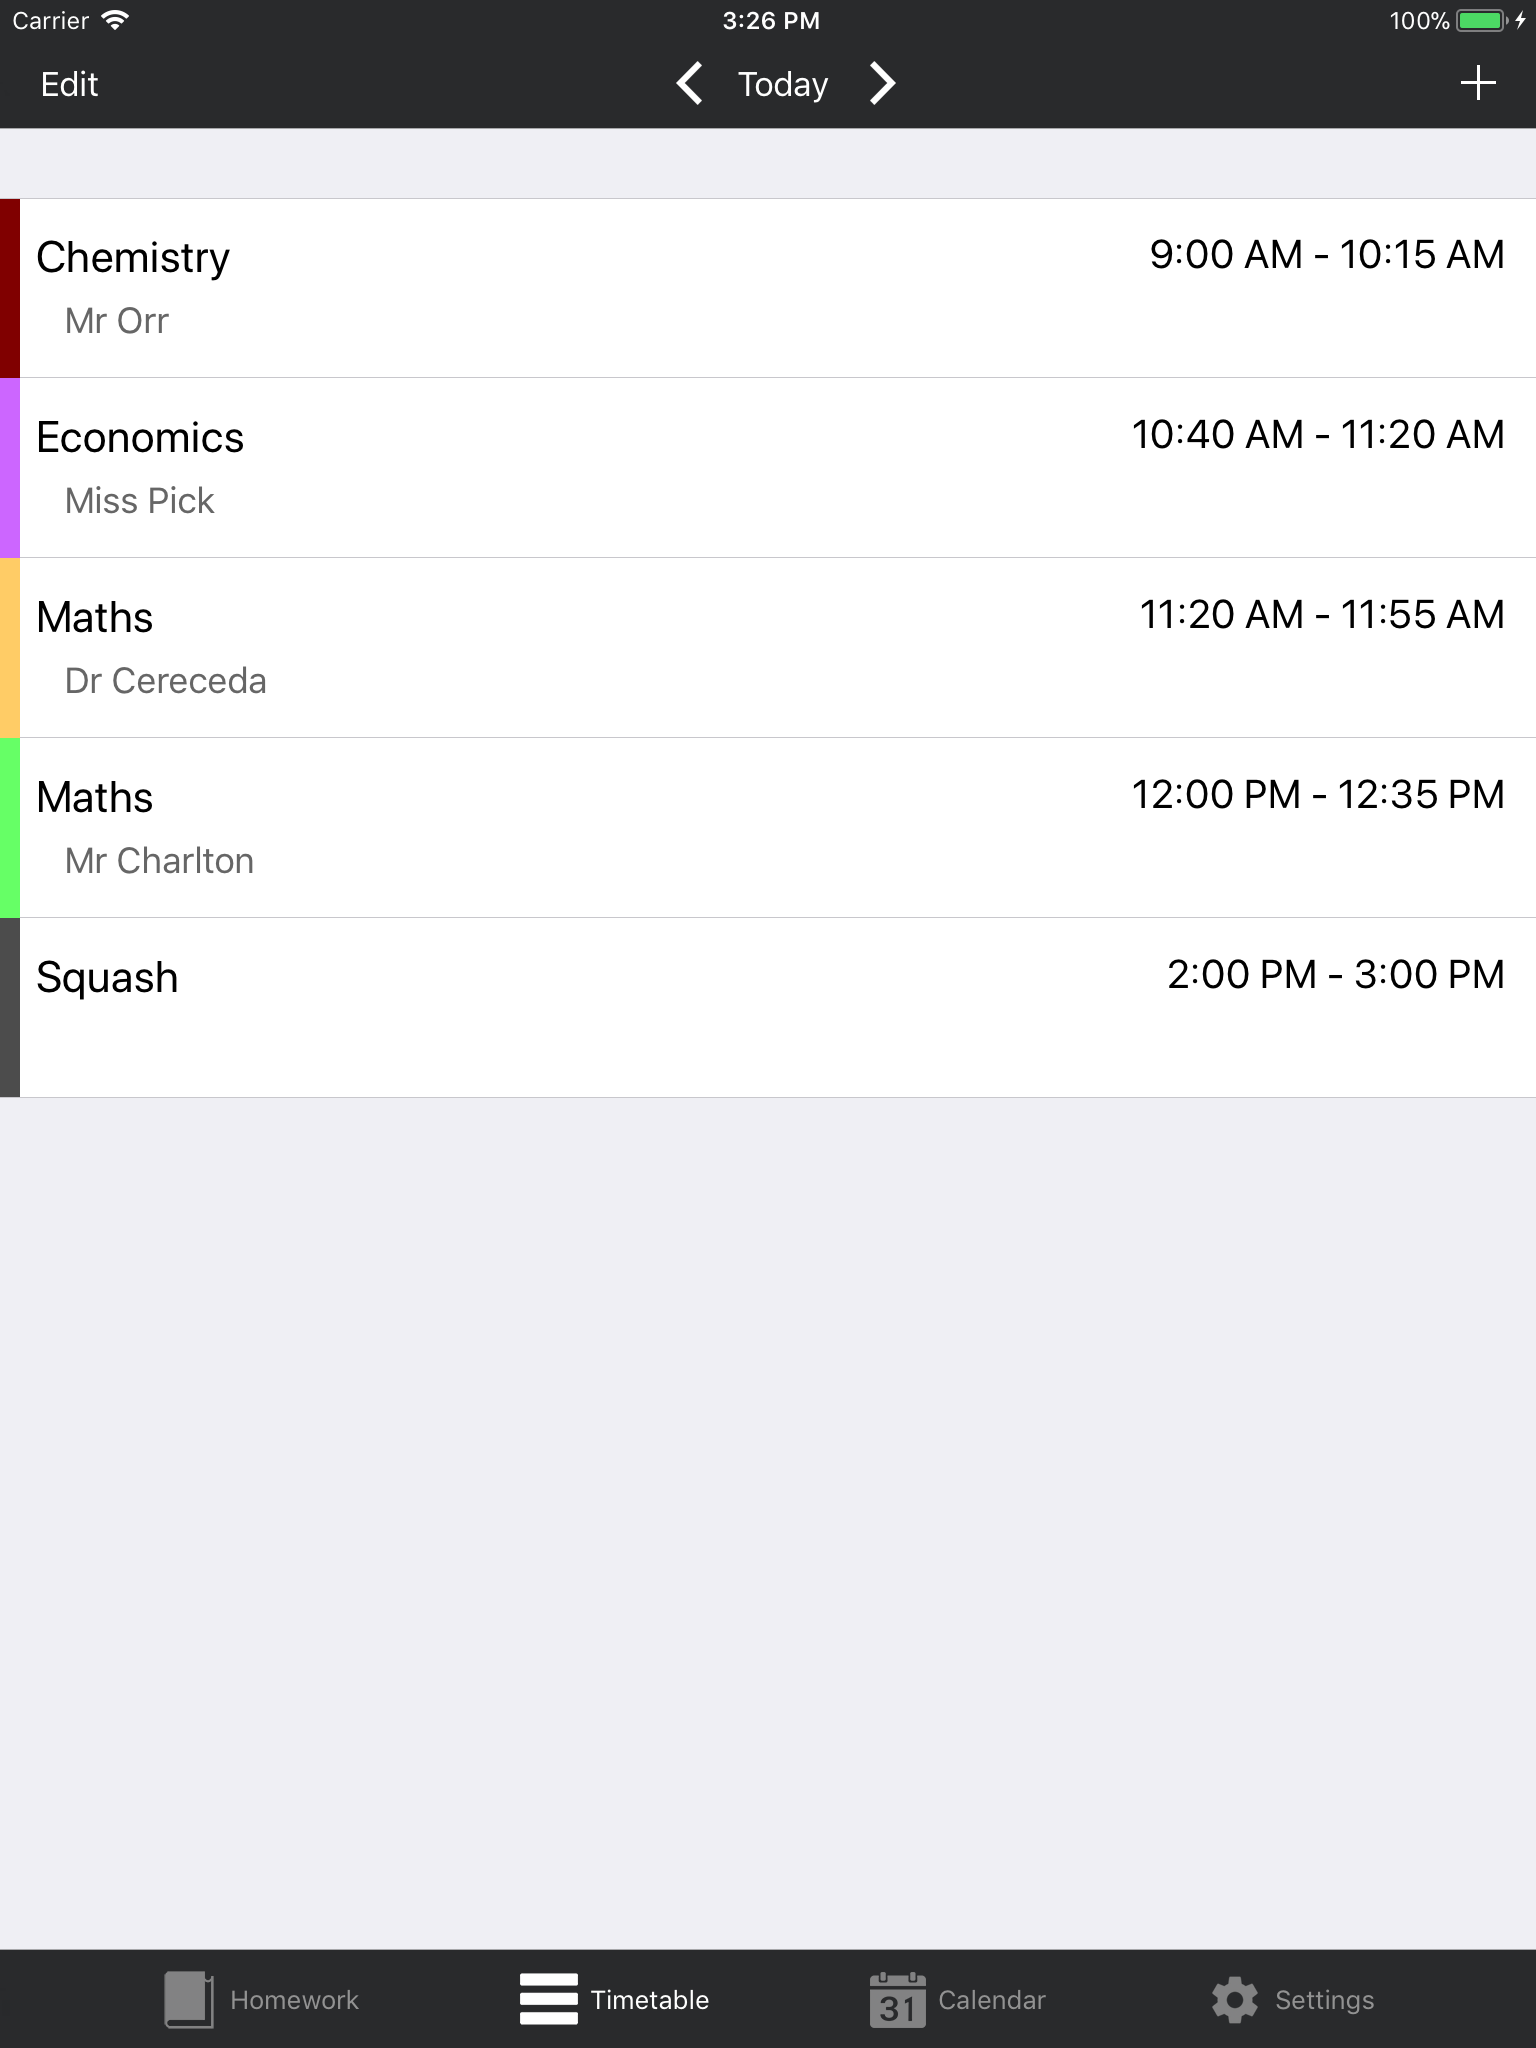 Carrier 3:26 PM 100%
Edit Today
Chemistry 9:00 AM - 10:15 AM
Mr Orr
Economics 10:40 AM - 11:20 AM
Miss Pick
Maths 11:20 AM - 11:55 AM
Dr Cereceda
Maths 12:00 PM - 12:35 PM
Mr Charlton
Squash 2:00 PM - 3:00 PM
Homework Timetable 31 Calendar Settings